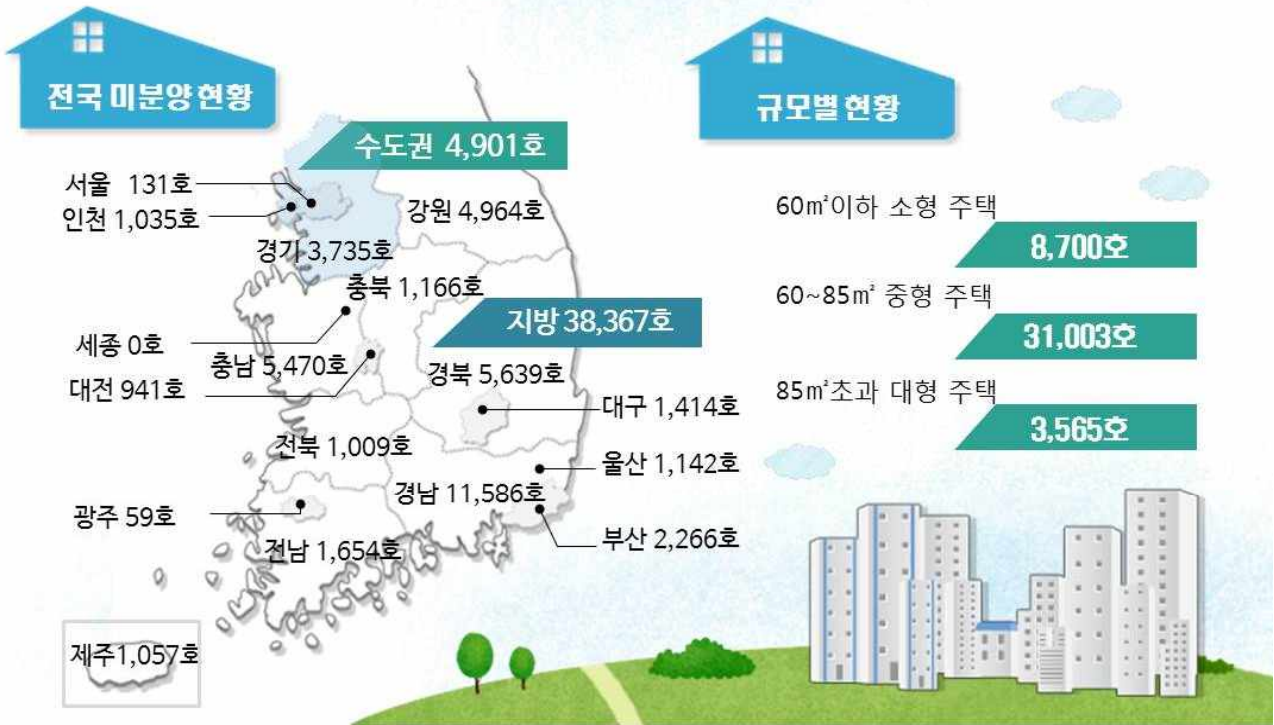 전국 미분양 현황
수도권 4,901호
서울 131호
인천 1,035호
강원 4,964호
경기 3,735호
충북 1,166호
지방 38,367호
세종 0호
충남 5,470호
대전 941호
경북 5,639호
대구 1,414호
전북 1,009호
울산 1,142호
경남 11,586호
광주 59호
부산 2,266호
전남 1,654호
제주1,057호
규모별 현황
60㎡이하 소형 주택
8,700호
60~85㎡ 중형 주택
31,003호
85㎡초과 대형 주택
3,565호